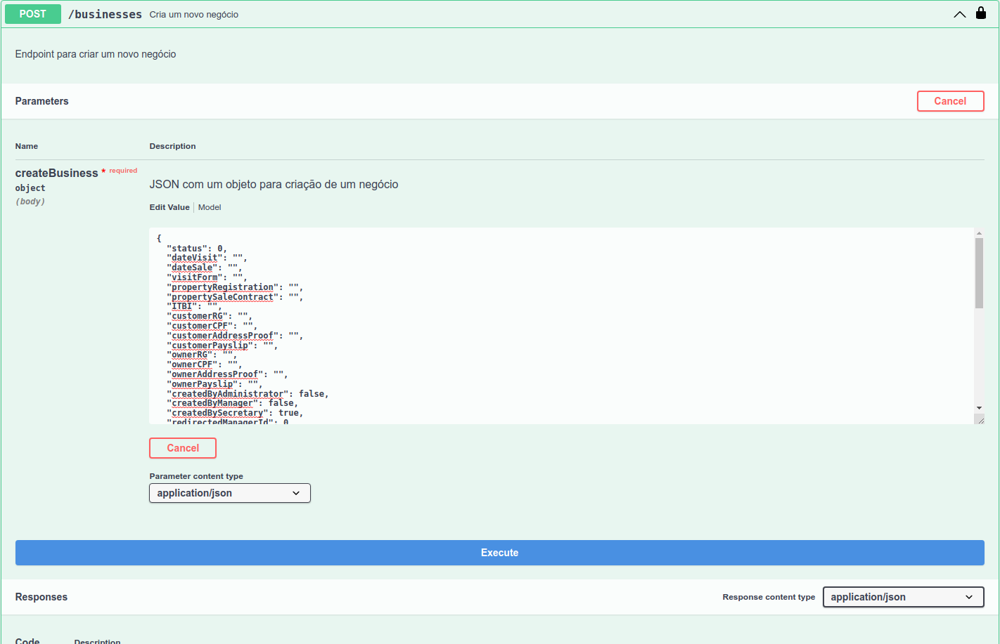 POST /businesses Cria um novo negócio
Endpoint para criar um novo negócio
Parameters Cancel
Name Description
createBusiness * required
object
(body)
JSON com um objeto para criação de um negócio
Edit Value Model
{
  "status": 0,
  "dateVisit": "",
  "dateSale": "",
  "visitForm": "",
  "propertyRegistration": "",
  "propertySaleContract": "",
  "ITBI": "",
  "customerRG": "",
  "customerCPF": "",
  "customerAddressProof": "",
  "customerPayslip": "",
  "ownerRG": "",
  "ownerCPF": "",
  "ownerAddressProof": "",
  "ownerPayslip": "",
  "createdByAdministrator": false,
  "createdByManager": false,
  "createdBySecretary": true,
  "redirectedManagerId": 0
Cancel
Parameter content type
application/json
Execute
Responses Response content type application/json
Code Description